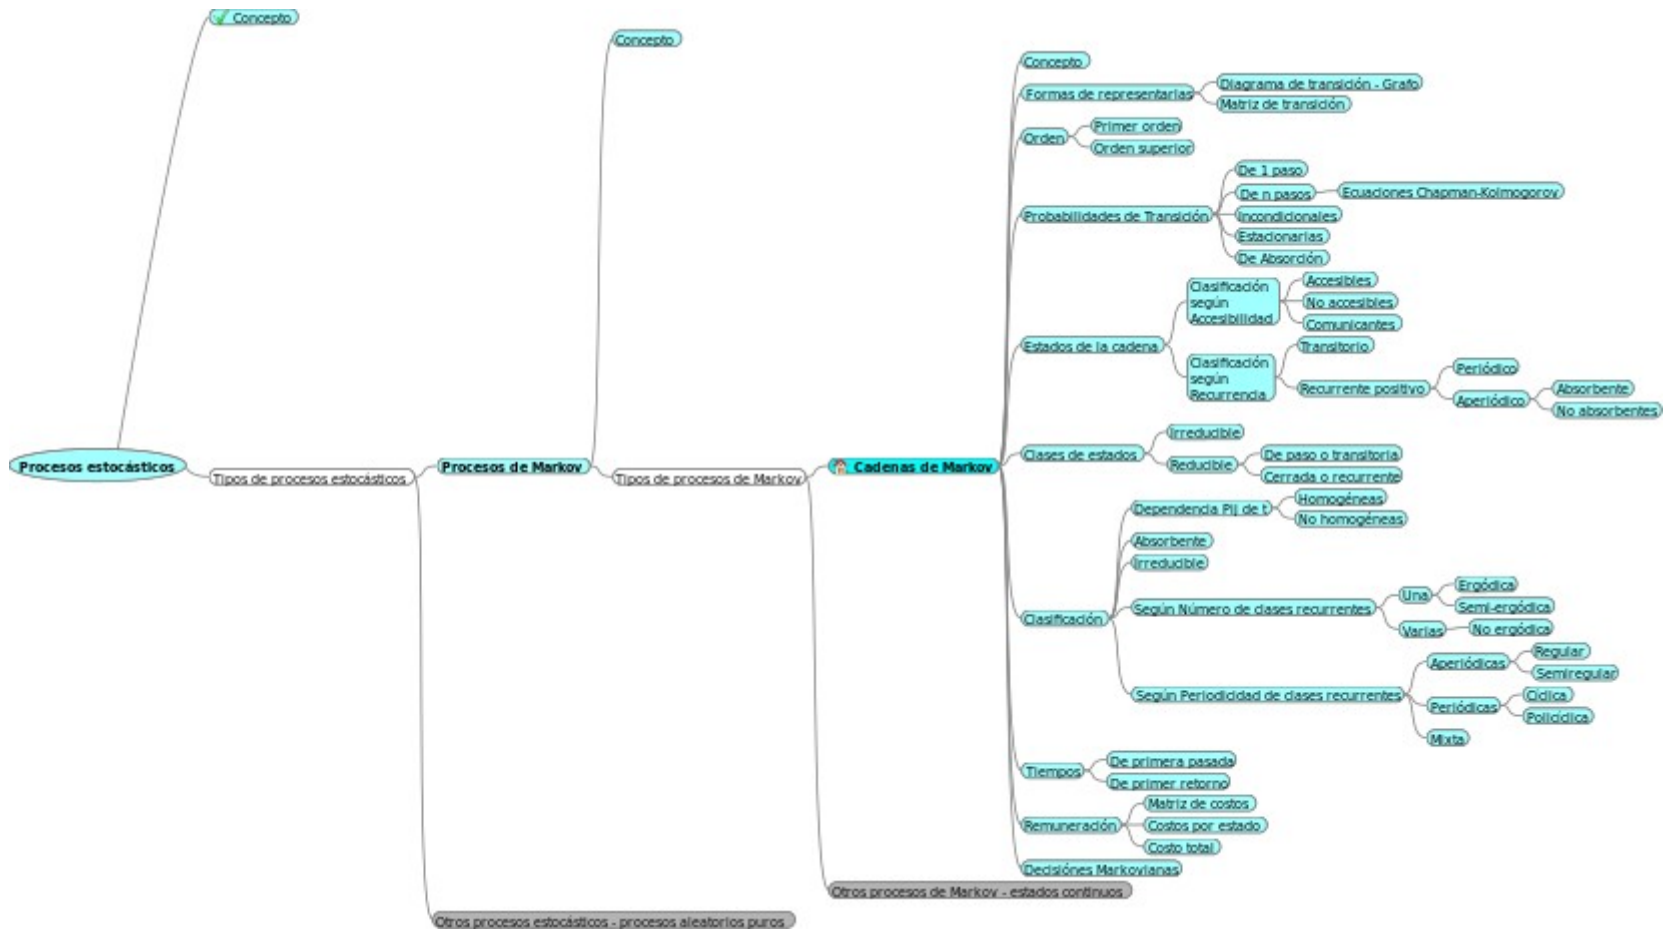 Concepto
Concepto
Concepto
Formas de representarlas
Diagrama de transición - Grafo
Matriz de transición
Orden
Primer orden
Orden superior
Probabilidades de Transición
De 1 paso
De n pasos
Ecuaciones Chapman-Kolmogorov
Incondicionales
Estacionarias
De Absorción
Estados de la cadena
Clasificación
según
Accesibilidad
Accesibles
No accesibles
Comunicantes
Clasificación
según
Recurrencia
Transitorio
Recurrente positivo
Periódico
Aperiódico
Absorbente
No absorbentes
Procesos estocásticos
Tipos de procesos estocásticos
Procesos de Markov
Tipos de procesos de Markov
Cadenas de Markov
Clases de estados
Irreducible
Reducible
De paso o transitoria
Cerrada o recurrente
Clasificación
Dependencia Pij de t
Homogéneas
No homogéneas
Absorbente
Irreducible
Según Número de clases recurrentes
Una
Ergódica
Semi-ergódica
Varias
No ergódica
Según Periodicidad de clases recurrentes
Aperiódicas
Regular
Semiregular
Periódicas
Cíclica
Policíclica
Mixta
Tiempos
De primera pasada
De primer retorno
Remuneración
Matriz de costos
Costos por estado
Costo total
Decisiónes Markovianas
Otros procesos de Markov - estados continuos
Otros procesos estocásticos - procesos aleatorios puros